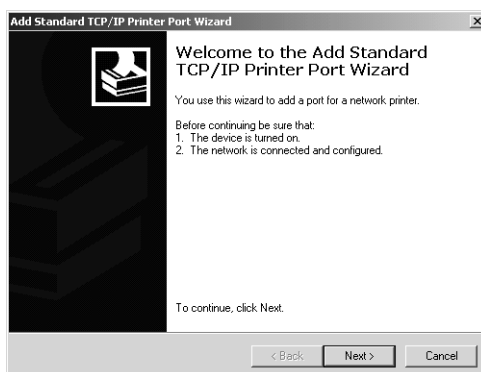 Add Standard TCP/IP Printer Port Wizard
Welcome to the Add Standard
TCP/IP Printer Port Wizard
You use this wizard to add a port for a network printer.
Before continuing be sure that:
1. The device is turned on.
2. The network is connected and configured.
To continue, click Next.
< Back
Next >
Cancel